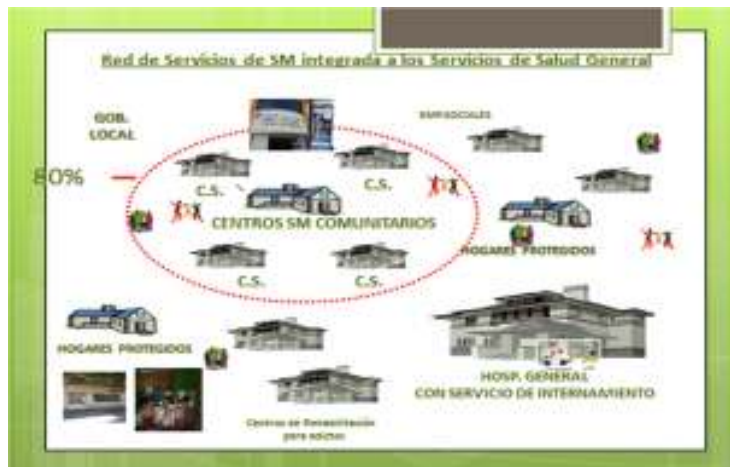 Red de Servicios de SM integrada a los Servicios de Salud General
GOB.
LOCAL
80%
C.S.
C.S.
CENTROS SM COMUNITARIOS
C.S.
C.S.
HOGARES PROTEGIDOS
HOGARES PROTEGIDOS
HOSP. GENERAL
CON SERVICIO DE INTERNAMIENTO
Centros de Rehabilitación
para adictos